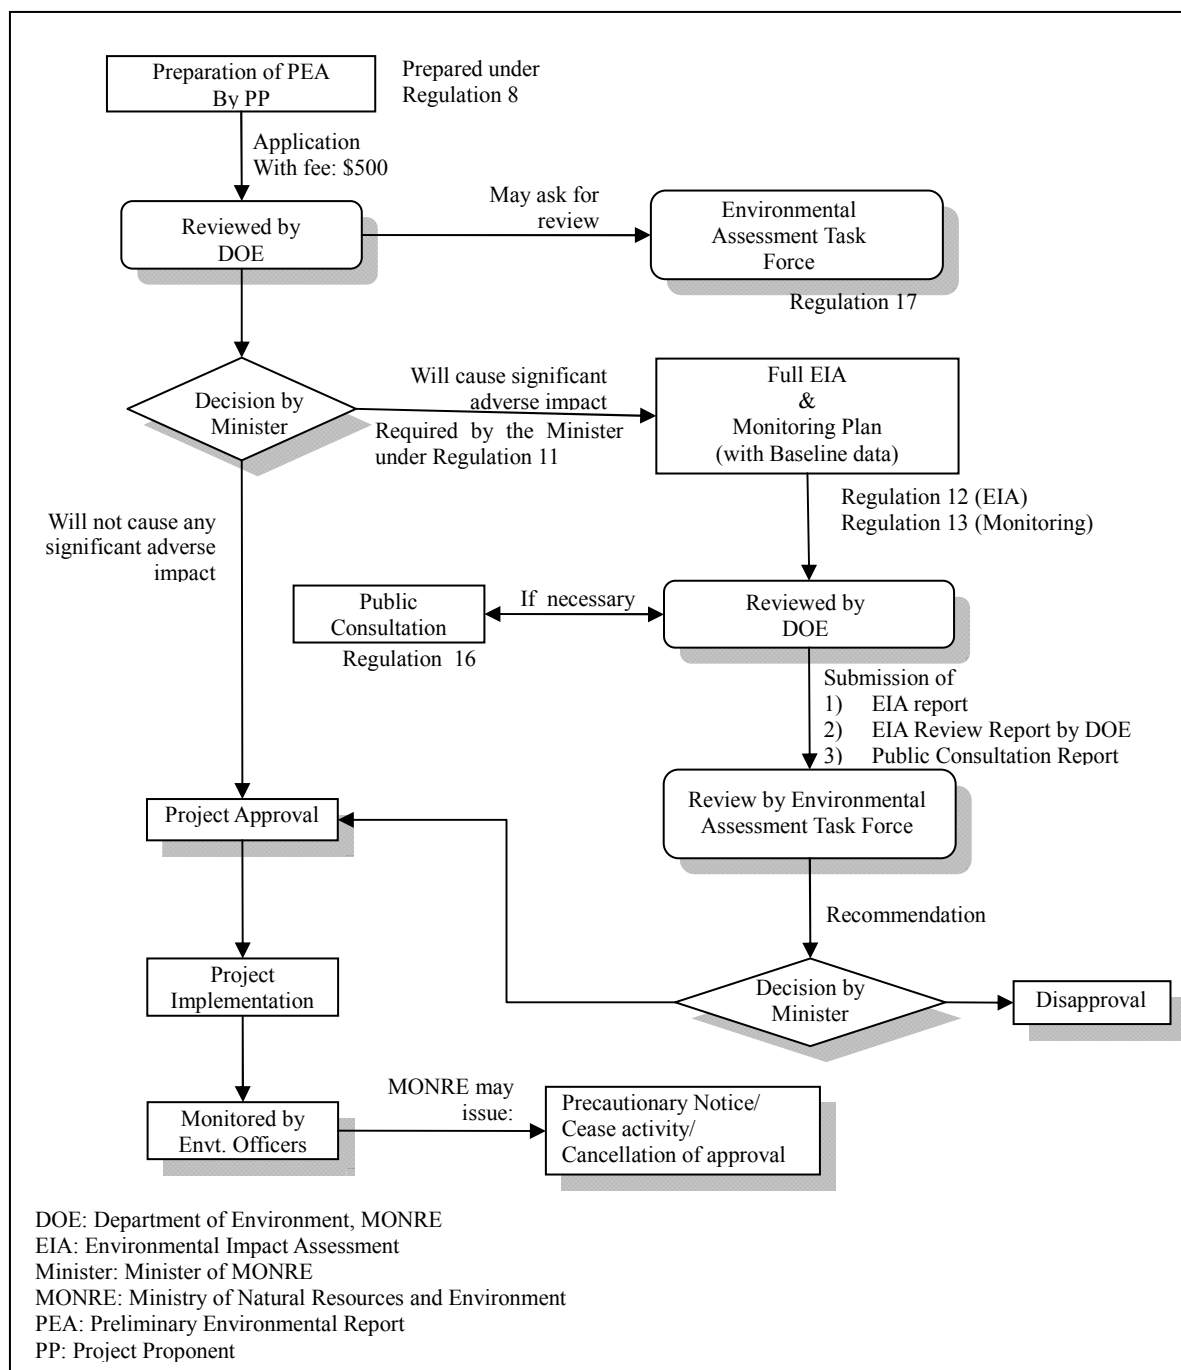 Preparation of PEA
By PP
Prepared under
Regulation 8
Application
With fee: $500
May ask for
review
Reviewed by
DOE
Environmental
Assessment Task
Force
Regulation 17
Decision by
Minister
Will cause significant
adverse impact
Required by the Minister
under Regulation 11
Full EIA
&
Monitoring Plan
(with Baseline data)
Regulation 12 (EIA)
Regulation 13 (Monitoring)
Will not cause any
significant adverse
impact
Public
Consultation
If necessary
Reviewed by
DOE
Regulation 16
Submission of
1) EIA report
2) EIA Review Report by DOE
3) Public Consultation Report
Project Approval
Review by Environmental
Assessment Task Force
Recommendation
Project
Implementation
Decision by
Minister
Disapproval
Monitored by
Envt. Officers
MONRE may
issue:
Precautionary Notice/
Cease activity/
Cancellation of approval
DOE: Department of Environment, MONRE
EIA: Environmental Impact Assessment
Minister: Minister of MONRE
MONRE: Ministry of Natural Resources and Environment
PEA: Preliminary Environmental Report
PP: Project Proponent